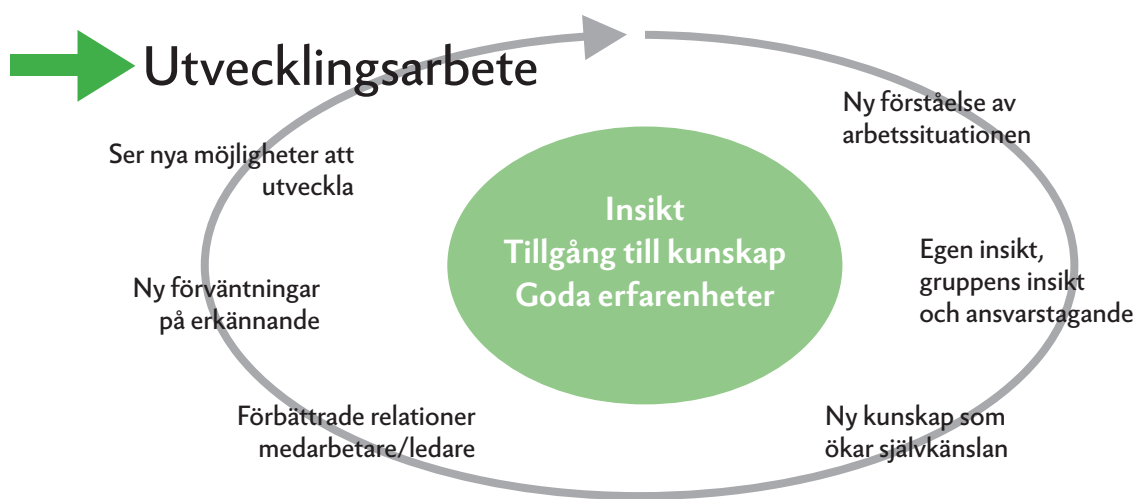 Utvecklingsarbete
Ny förståelse av
arbetssituationen
Egen insikt,
gruppens insikt
och ansvarstagande
Ny kunskap som
ökar självkänslan
Förbättrade relationer
medarbetare/ledare
Ny förväntningar
på erkännande
Ser nya möjligheter att
utveckla
Insikt
Tillgång till kunskap
Goda erfarenheter